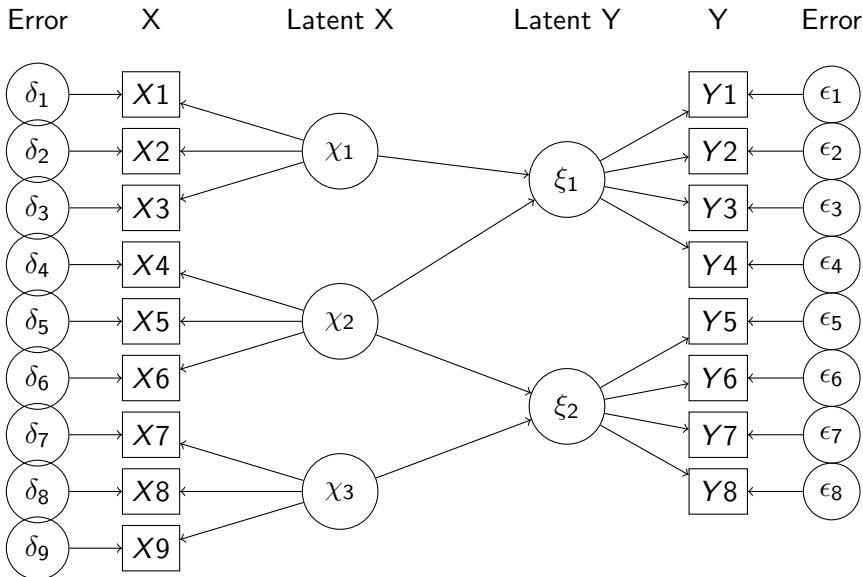 Error X Latent X Latent Y Y Error
δ1 X1 Y1 ϵ1
δ2 X2 χ1 Y2 ϵ2
ξ1
δ3 X3 Y3 ϵ3
δ4 X4 Y4 ϵ4
δ5 X5 χ2 Y5 ϵ5
δ6 X6 Y6 ϵ6
ξ2
δ7 X7 Y7 ϵ7
δ8 X8 χ3 Y8 ϵ8
δ9 X9